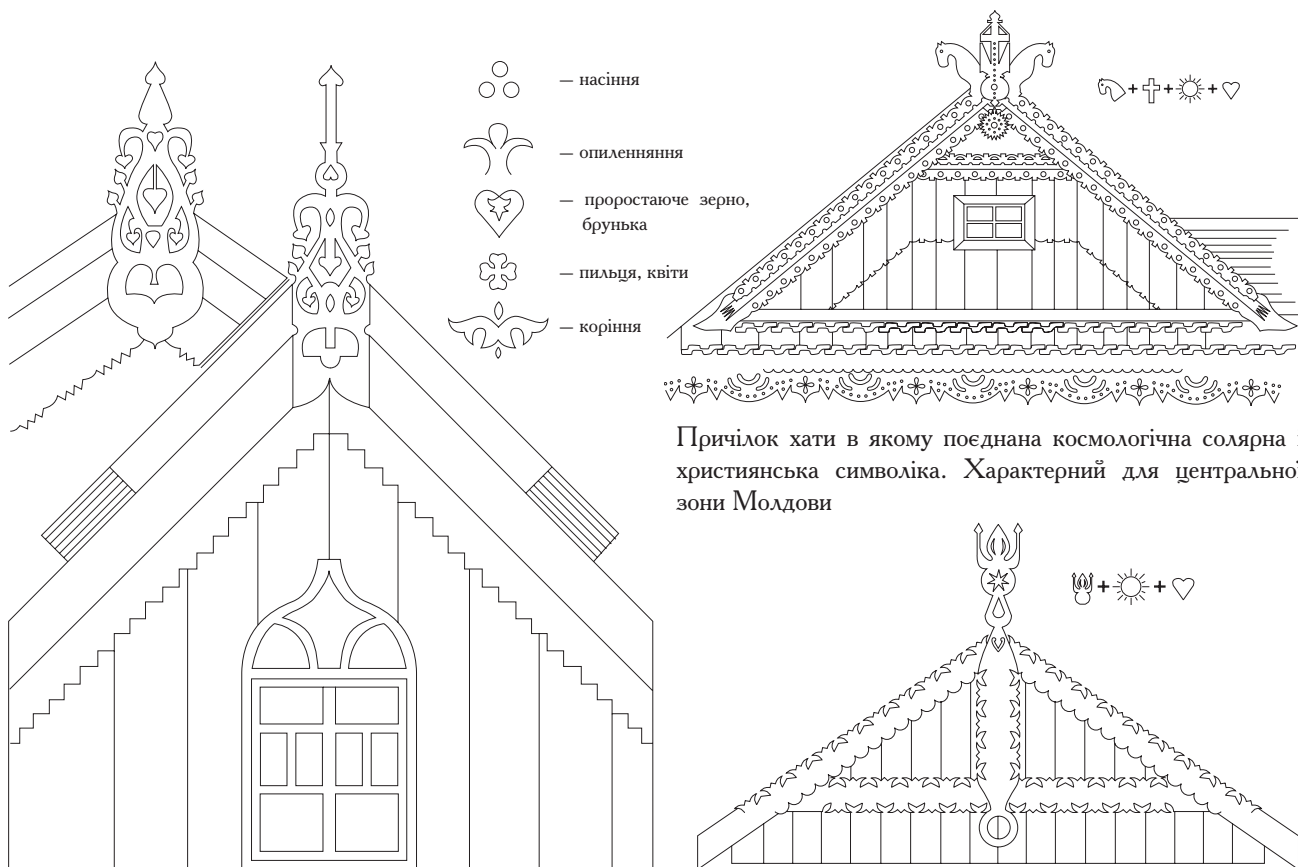 — насіння
— опиленняння
— проростаюче зерно,
брунька
— пильця, квіти
— коріння
Причілок хати в якому поєднана космологічна солярна
християнська символіка. Характерний для центральної
зони Молдови